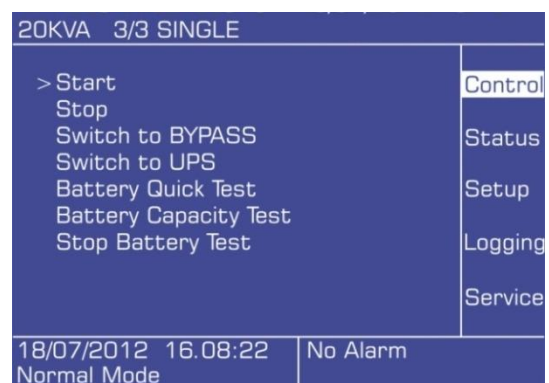 20KVA 3/3 SINGLE
> Start
Stop
Switch to BYPASS
Switch to UPS
Battery Quick Test
Battery Capacity Test
Stop Battery Test
Control
Status
Setup
Logging
Service
18/07/2012 16.08:22
Normal Mode
No Alarm